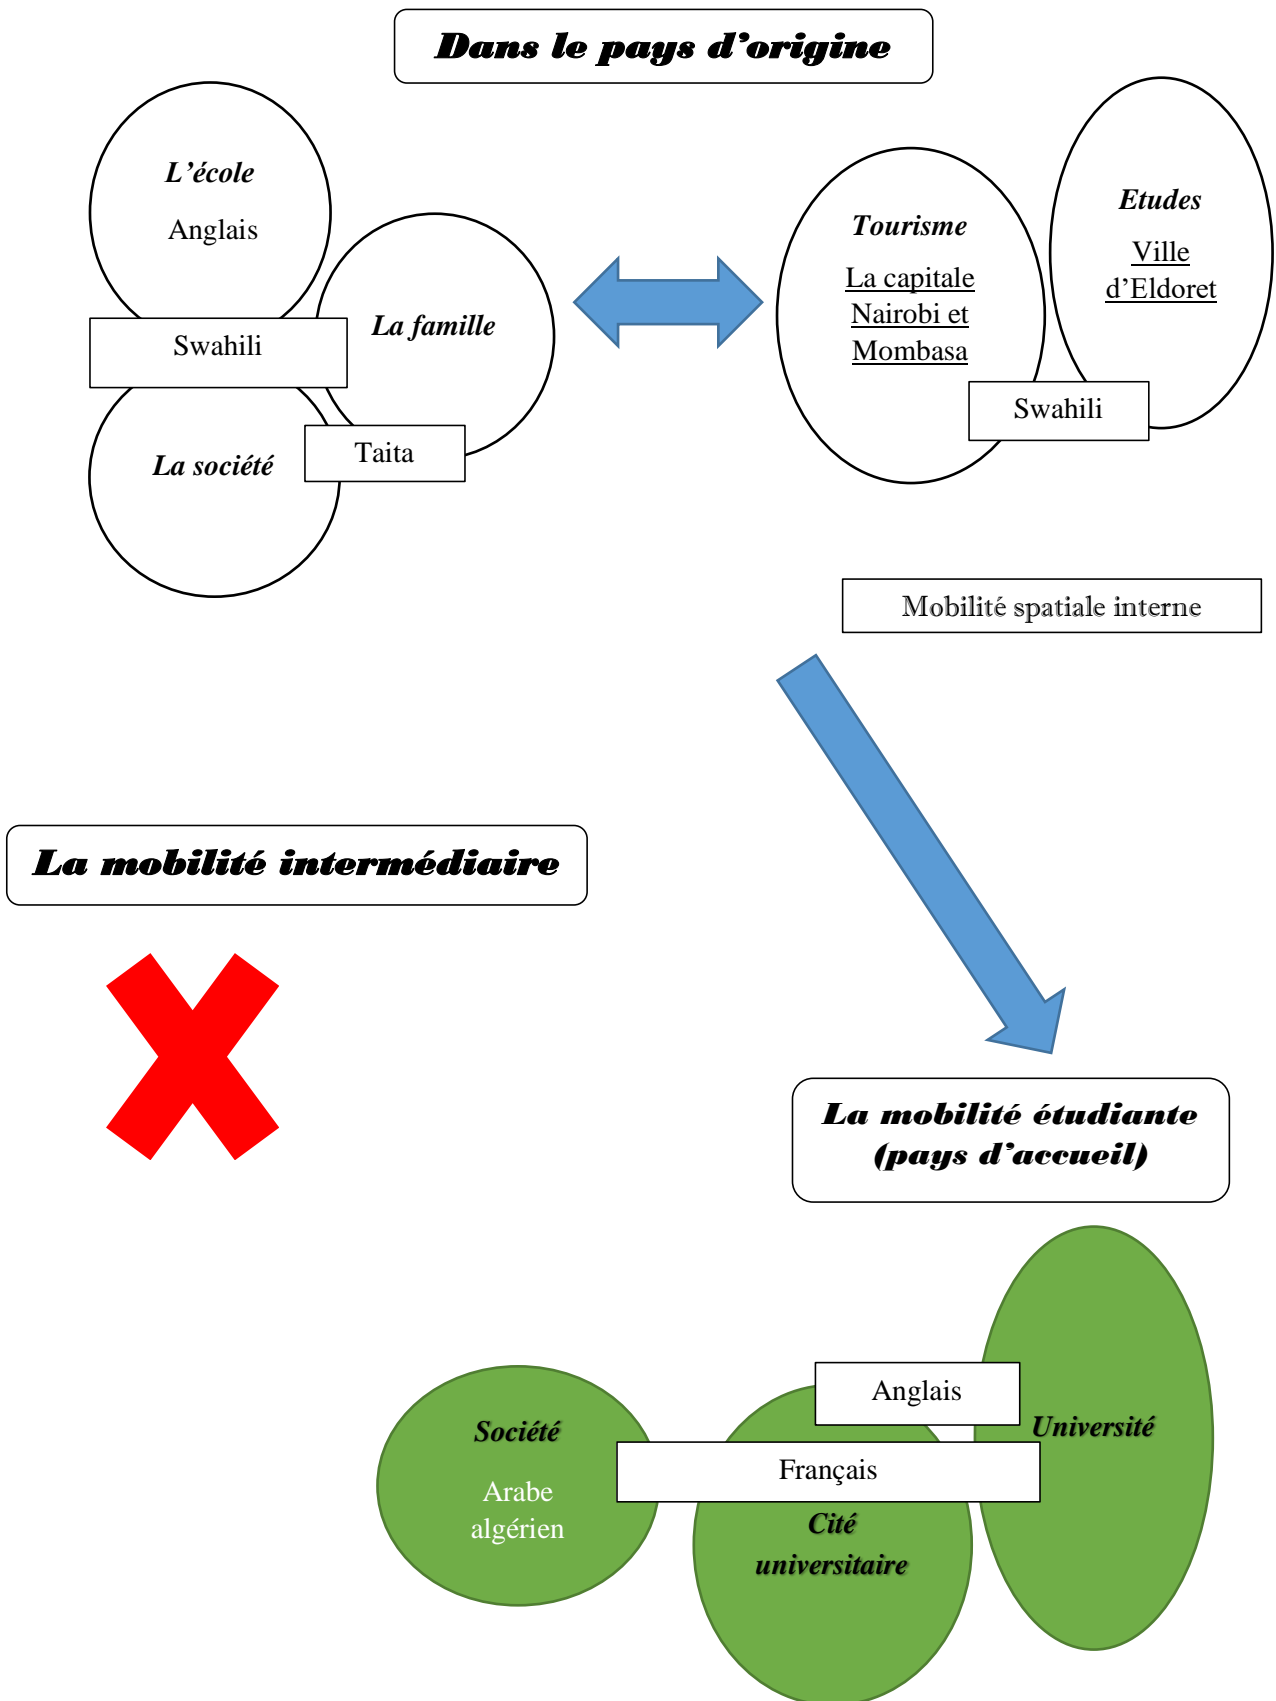 Dans le pays d’origine
L’école
Anglais
Swahili
La famille
Taita
La société
Tourisme
La capitale
Nairobi et
Mombasa
Etudes
Ville
d’Eldoret
Swahili
Mobilité spatiale interne
La mobilité intermédiaire
La mobilité étudiante
(pays d’accueil)
Société
Arabe
algérien
Anglais
Français
Cité
universitaire
Université